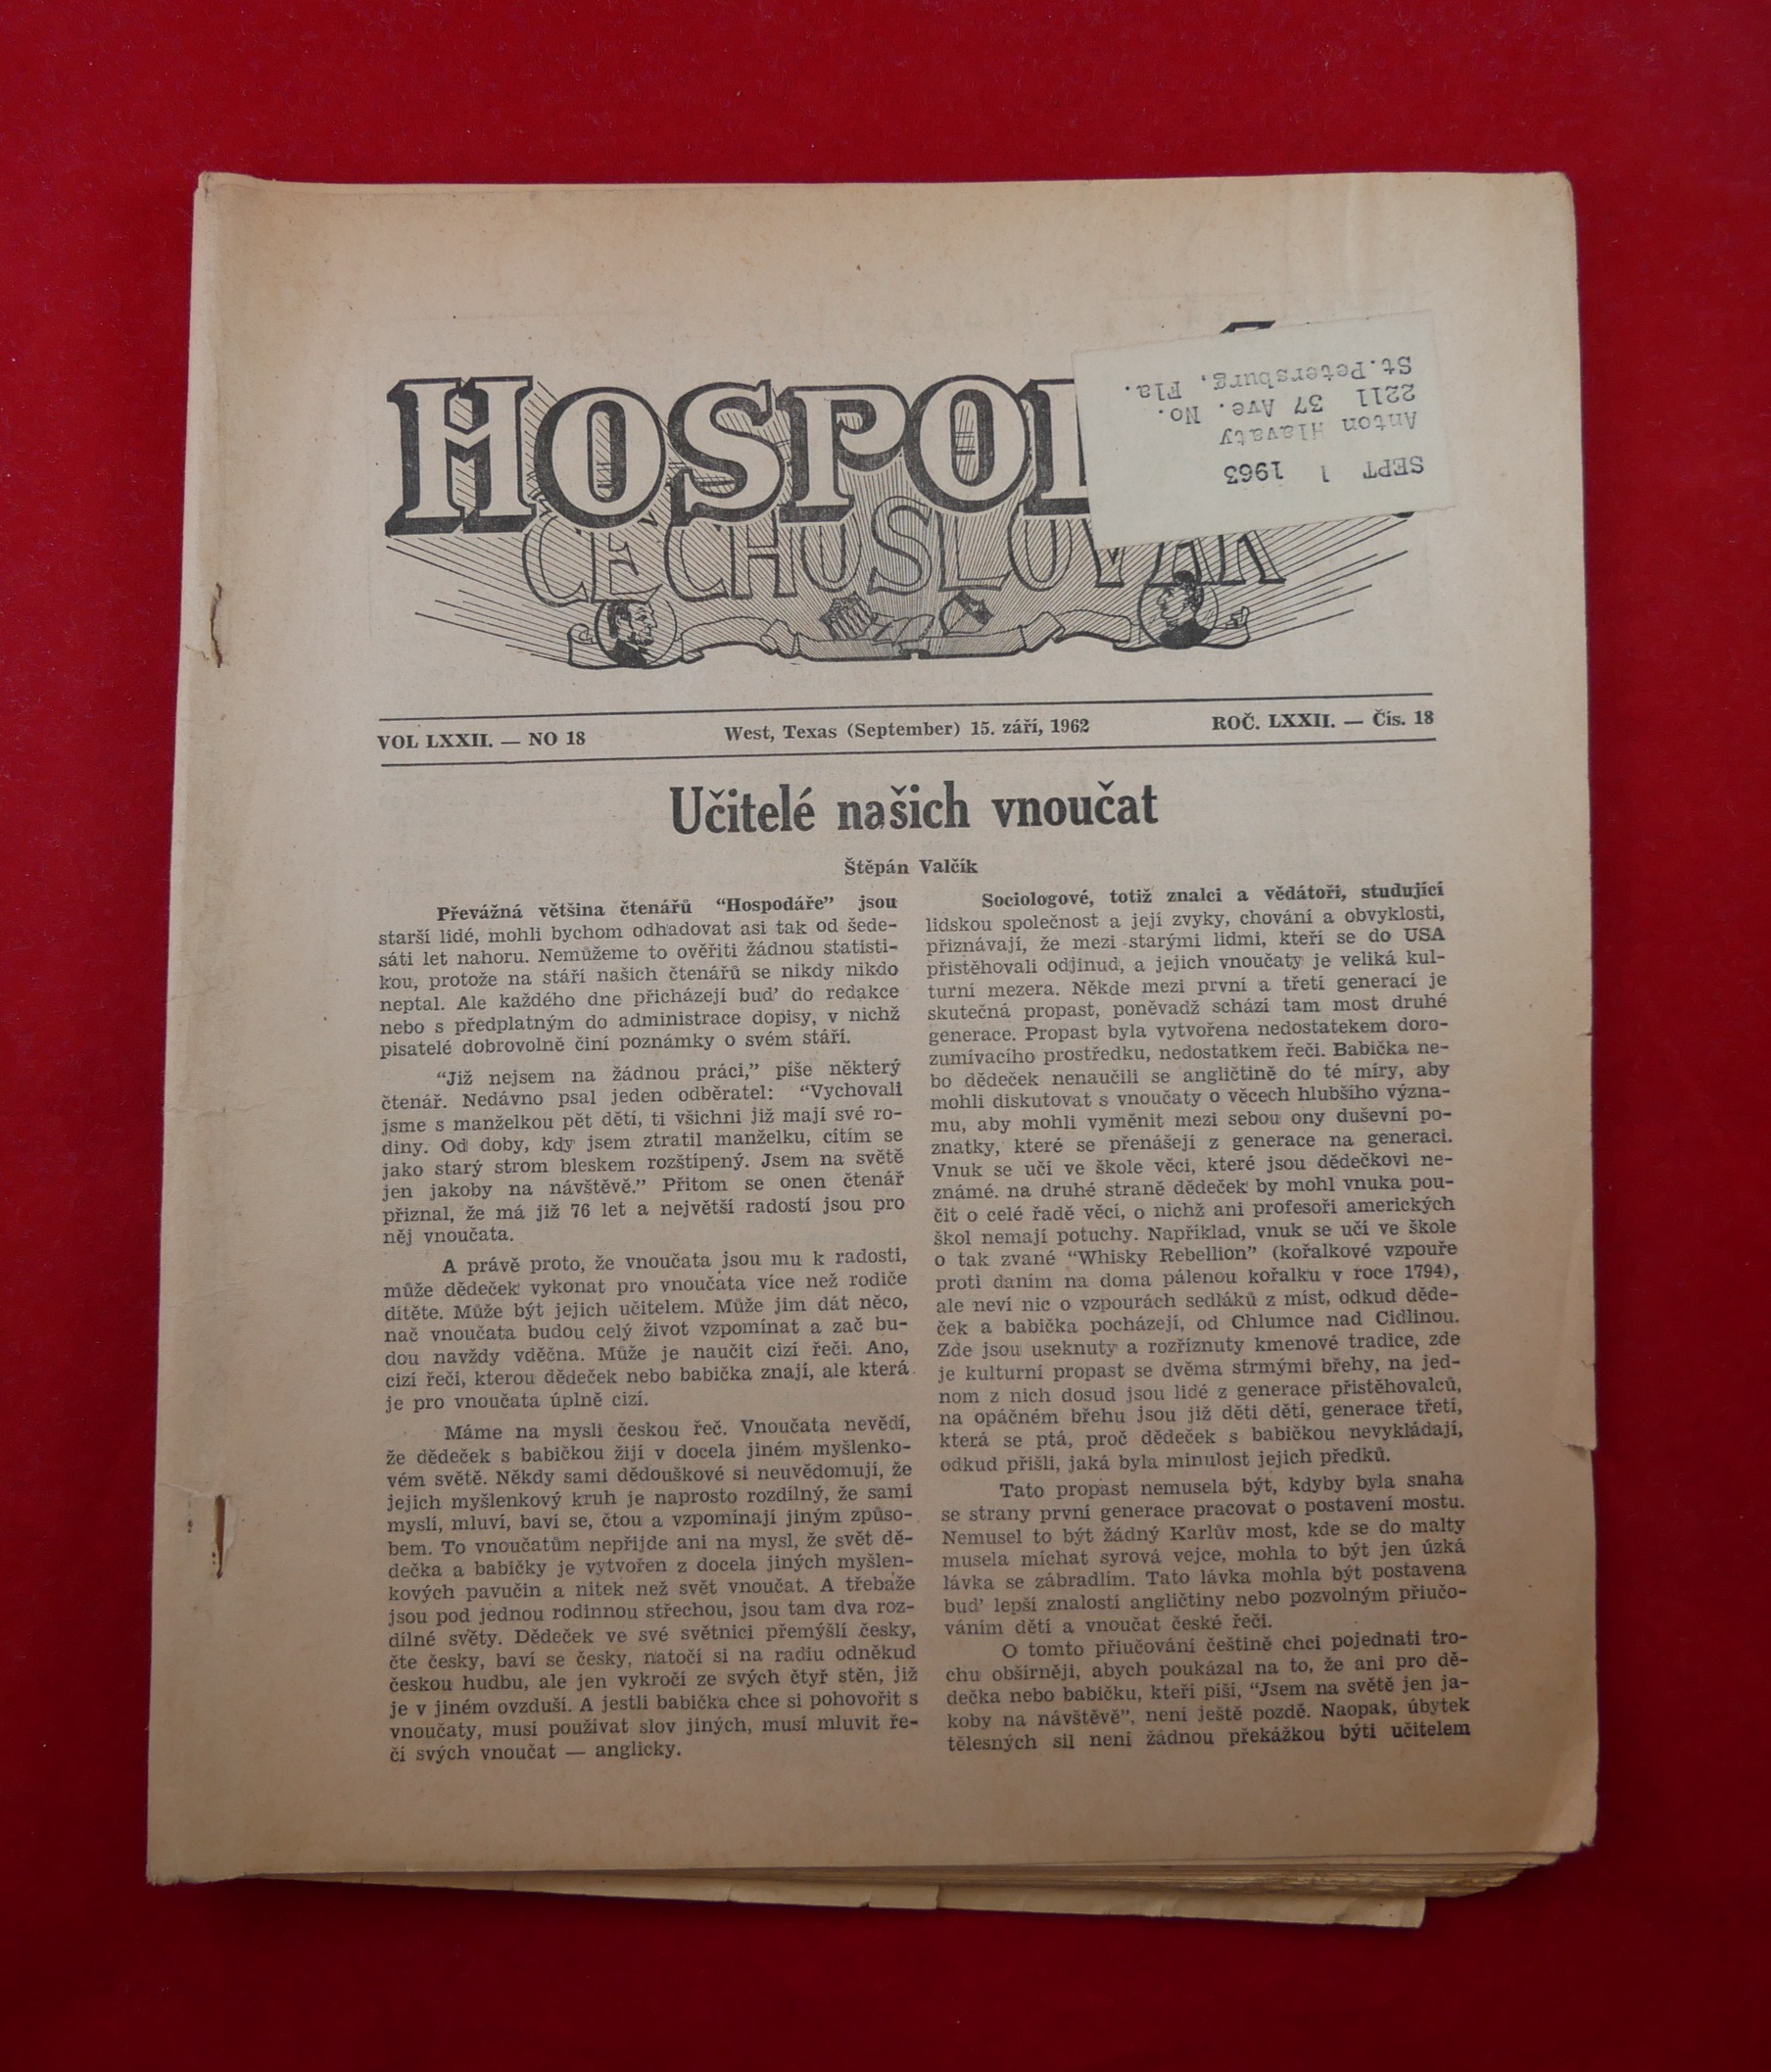 HOSPO
ČECHOSLOVÁK
SEPT 1 1963
Anton Hlavaty
2211 37 Ave. No.
St.Petersburg, Fla.
VOL LXXII. — NO 18
West, Texas (September) 15. září, 1962
ROČ. LXXII. — Čís. 18
Učitelé našich vnoučat
Štěpán Valčík
Převážná většina čtenářů “Hospodáře” jsou
starší lidé, mohli bychom odhadovat asi tak od šede-
sáti let nahoru. Nemůžeme to ověřiti žádnou statisti-
kou, protože na stáří našich čtenářů se nikdy nikdo
neptal. Ale každého dne přicházejí bud’ do redakce
nebo s předplatným do administrace dopisy, v nichž
pisatelé dobrovolně činí poznámky o svém stáří.
“Již nejsem na žádnou práci,” píše některý
čtenář. Nedávno psal jeden odběratel: “Vychovali
jsme s manželkou pět dětí, ti všichni již mají své ro-
diny. Od doby, kdy jsem ztratil manželku, cítím se
jako starý strom bleskem rozštípený. Jsem na světě
jen jakoby na návštěvě.” Přitom se onen čtenář
přiznal, že má již 76 let a největší radostí jsou pro
něj vnoučata.
A právě proto, že vnoučata jsou mu k radosti,
může dědeček vykonat pro vnoučata více než rodiče
dítěte. Může být jejich učitelem. Může jim dát něco,
nač vnoučata budou celý život vzpomínat a zač bu-
dou navždy vděčna. Může je naučit cizí řeči. Ano,
cizí řeči, kterou dědeček nebo babička znají, ale která
je pro vnoučata úplně cizí.
Máme na mysli českou řeč. Vnoučata nevědí,
že dědeček s babičkou žijí v docela jiném myšlenko-
vém světě. Někdy sami dědouškové si neuvědomují, že
jejich myšlenkový kruh je naprosto rozdílný, že sami
myslí, mluví, baví se, čtou a vzpomínají jiným způso-
bem. To vnoučatům nepřijde ani na mysl, že svět dě-
dečka a babičky je vytvořen z docela jiných myšlen-
kových pavučin a nitek než svět vnoučat. A třebaže
jsou pod jednou rodinnou střechou, jsou tam dva roz-
dílné světy. Dědeček ve své světnici přemýšlí česky,
čte česky, baví se česky, natočí si na radiu odněkud
českou hudbu, ale jen vykročí ze svých čtyř stěn, již
je v jiném ovzduší. A jestli babička chce si pohovořit s
vnoučaty, musí používat slov jiných, musí mluvit ře-
čí svých vnoučat — anglicky.
Sociologové, totiž znalci a vědátoři, studující
lidskou společnost a její zvyky, chování a obvyklosti,
přiznávají, že mezi starými lidmi, kteří se do USA
přistěhovali odjinud, a jejich vnoučaty je veliká kul-
turní mezera. Někde mezi první a třetí generací je
skutečná propast, poněvadž schází tam most druhé
generace. Propast byla vytvořena nedostatekem doro-
zumívacího prostředku, nedostatkem řeči. Babička ne-
bo dědeček nenaučili se angličtině do té míry, aby
mohli diskutovat s vnoučaty o věcech hlubšího význa-
mu, aby mohli vyměnit mezi sebou ony duševní po-
znatky, které se přenášejí z generace na generaci.
Vnuk se učí ve škole věci, které jsou dědečkovi ne-
známé. na druhé straně dědeček by mohl vnuka pou-
čit o celé řadě věcí, o nichž ani profesoři amerických
škol nemají potuchy. Například, vnuk se učí ve škole
o tak zvané “Whisky Rebellion” (kořalkové vzpouře
proti daním na doma pálenou kořalku v roce 1794),
ale neví nic o vzpourách sedláků z míst, odkud děde-
ček a babička pocházejí, od Chlumce nad Cidlinou.
Zde jsou useknuty a rozříznuty kmenové tradice, zde
je kulturní propast se dvěma strmými břehy, na jed-
nom z nich dosud jsou lidé z generace přistěhovalců,
na opáčném břehu jsou již děti dětí, generace třetí,
která se ptá, proč dědeček s babičkou nevykládají,
odkud přišli, jaká byla minulost jejich předků.
Tato propast nemusela být, kdyby byla snaha
se strany první generace pracovat o postavení mostu.
Nemusel to být žádný Karlův most, kde se do malty
musela míchat syrová vejce, mohla to být jen úzká
lávka se zábradlím. Tato lávka mohla být postavena
bud’ lepší znalostí angličtiny nebo pozvolným přiučo-
váním dětí a vnoučat české řeči.
O tomto přiučování češtině chci pojednati tro-
chu obšírněji, abych poukázal na to, že ani pro dě-
dečka nebo babičku, kteří píší, “Jsem na světě jen ja-
koby na návštěvě”, není ještě pozdě. Naopak, úbytek
tělesných sil není žádnou překážkou býti učitelem